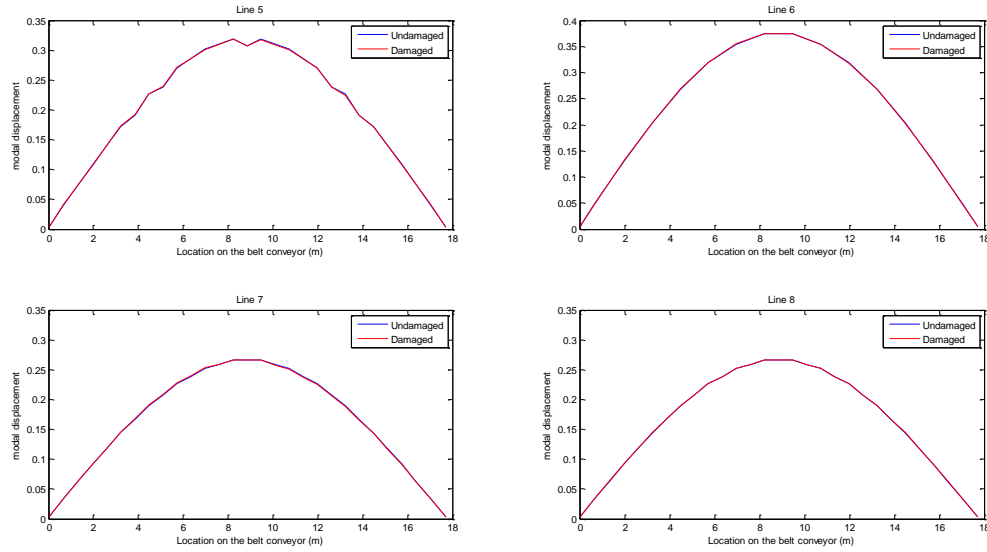 Line 5
0.35
0.3
0.25
0.2
0.15
0.1
0.05
0
modal displacement
Undamaged
Damaged
0 2 4 6 8 10 12 14 16 18
Location on the belt conveyor (m)
Line 6
0.4
0.35
0.3
0.25
0.2
0.15
0.1
0.05
0
modal displacement
Undamaged
Damaged
0 2 4 6 8 10 12 14 16 18
Location on the belt conveyor (m)
Line 7
0.35
0.3
0.25
0.2
0.15
0.1
0.05
0
modal displacement
Undamaged
Damaged
0 2 4 6 8 10 12 14 16 18
Location on the belt conveyor (m)
Line 8
0.35
0.3
0.25
0.2
0.15
0.1
0.05
0
modal displacement
Undamaged
Damaged
0 2 4 6 8 10 12 14 16 18
Location on the belt conveyor (m)